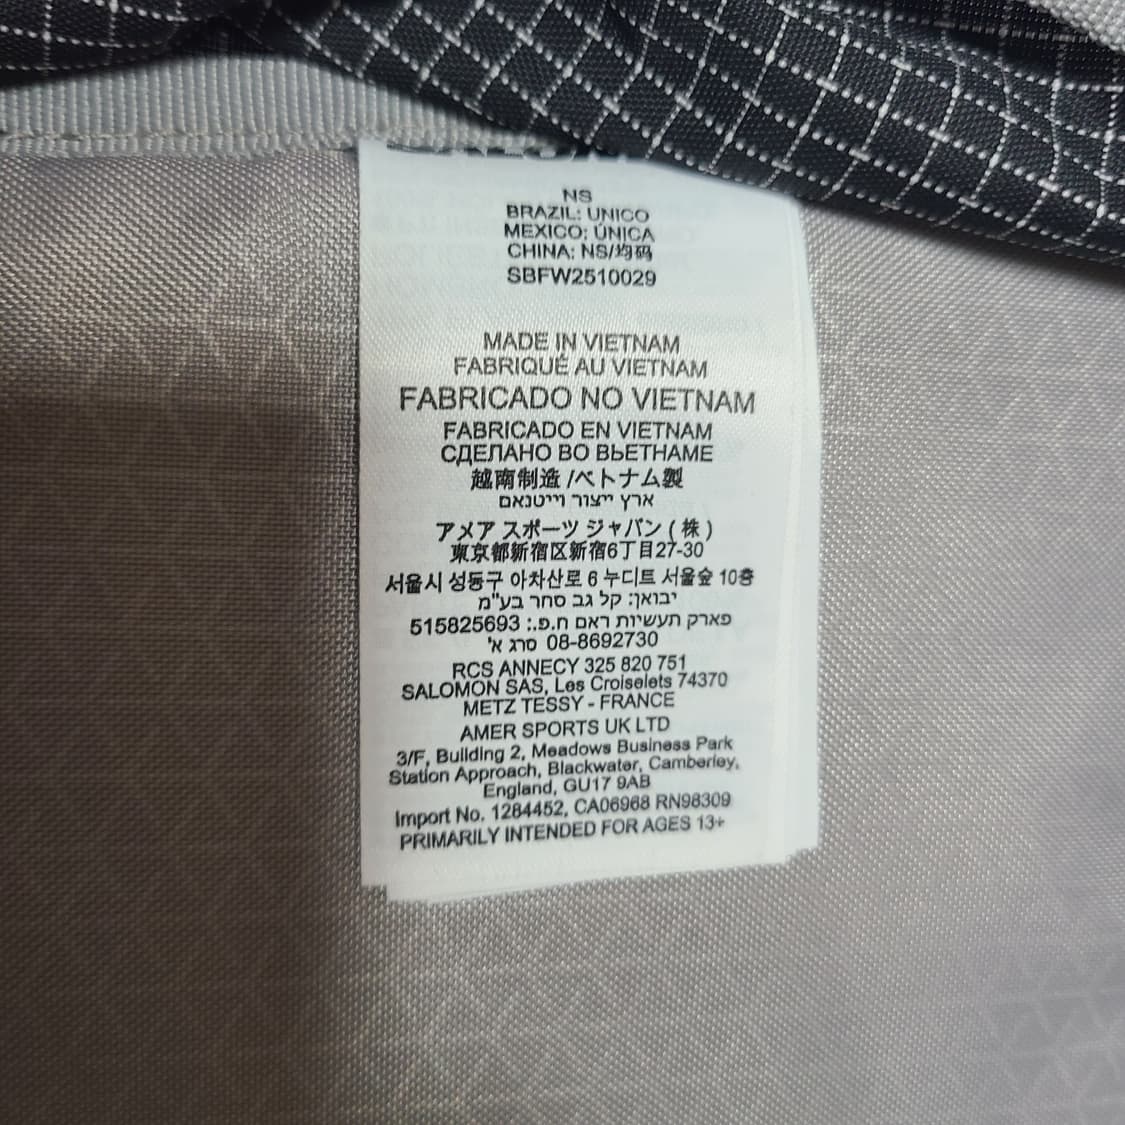 NS
BRAZIL: UNICO
MEXICO: ÚNICA
CHINA: NS/均码
SBFW2510029
MADE IN VIETNAM
FABRIQUÉ AU VIETNAM
FABRICADO NO VIETNAM
FABRICADO EN VIETNAM
СДЕЛАНО ВО ВЬЕТНАМЕ
越南制造 /ベトナム製
ארץ ייצור וייטנאם
アメア スポーツ ジャパン ( 株 )
東京都新宿区新宿6丁目27-30
서울시 성동구 아차산로 6 누디트 서울숲 10층
יבואן: קל גב סחר בע"מ
פארק תעשיות ראם ח.פ.: 515825693
08-8692730 סרג א'
RCS ANNECY 325 820 751
SALOMON SAS, Les Croiselets 74370
METZ TESSY - FRANCE
AMER SPORTS UK LTD
3/F, Building 2, Meadows Business Park
Station Approach, Blackwater, Camberley,
England, GU17 9AB
Import No. 1284452, CA06968 RN98309
PRIMARILY INTENDED FOR AGES 13+